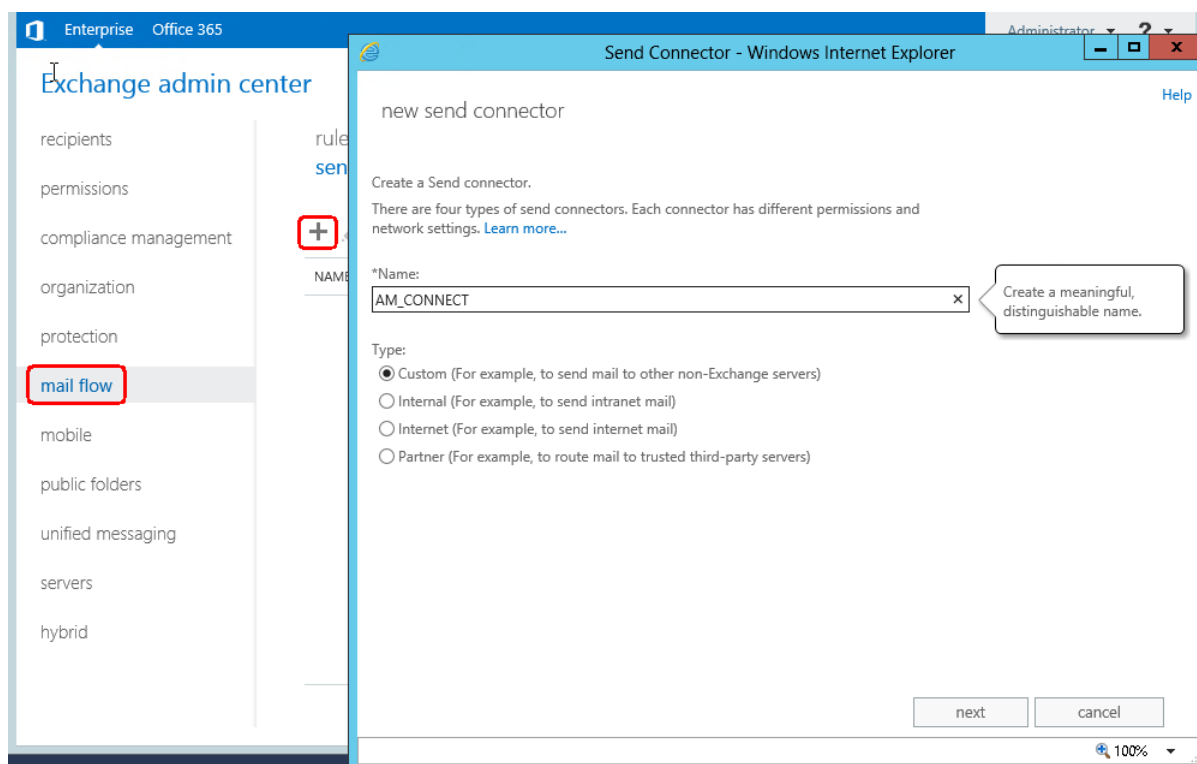 Enterprise Office 365
Administrator ?
Send Connector - Windows Internet Explorer
Exchange admin center
Help
new send connector
recipients
rule
sen
permissions
Create a Send connector.
There are four types of send connectors. Each connector has different permissions and
network settings. Learn more...
compliance management
NAME
*Name:
AM_CONNECT
Create a meaningful,
distinguishable name.
organization
protection
Type:
Custom (For example, to send mail to other non-Exchange servers)
mail flow
Internal (For example, to send intranet mail)
Internet (For example, to send internet mail)
mobile
Partner (For example, to route mail to trusted third-party servers)
public folders
unified messaging
servers
hybrid
next
cancel
100%